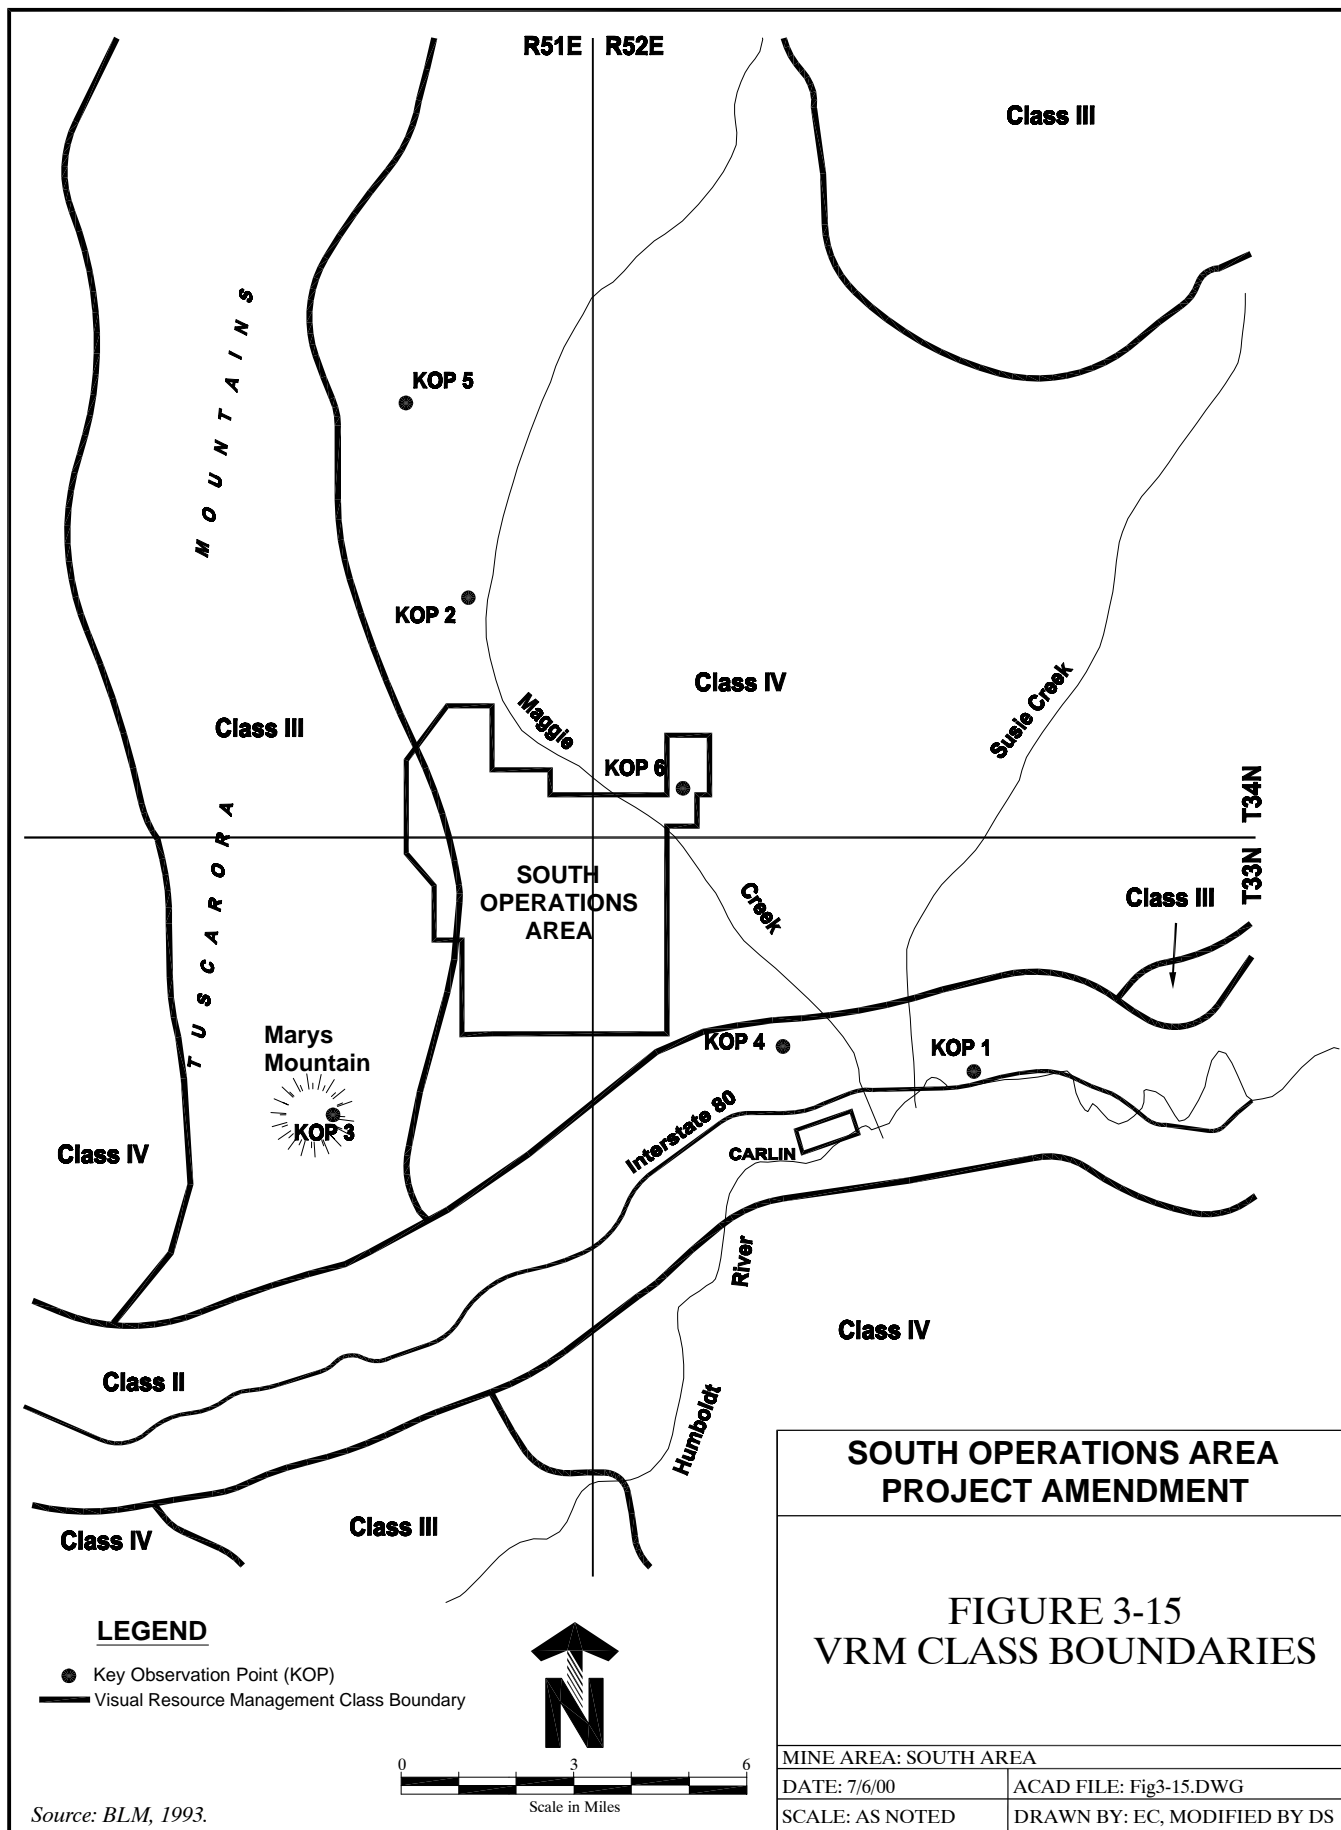 R51E R52E
Class III
MOUNTAINS
KOP 5
KOP 2
Class IV
Class III
Maggie
Susie Creek
KOP 6
T34N
T33N
TUSCARORA
SOUTH
OPERATIONS
AREA
Creek
Class III
Marys
Mountain
KOP 4
KOP 1
KOP 3
Interstate 80
CARLIN
Class IV
River
Class IV
Class II
Humboldt
Class III
Class IV
LEGEND
Key Observation Point (KOP)
Visual Resource Management Class Boundary
N
0 3 6
Scale in Miles
Source: BLM, 1993.
SOUTH OPERATIONS AREA
PROJECT AMENDMENT
FIGURE 3-15
VRM CLASS BOUNDARIES
MINE AREA: SOUTH AREA
DATE: 7/6/00 ACAD FILE: Fig3-15.DWG
SCALE: AS NOTED DRAWN BY: EC, MODIFIED BY DS